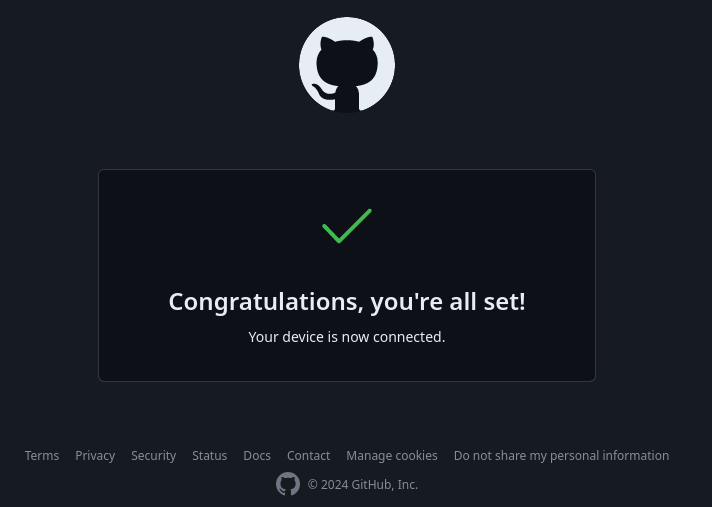 Congratulations, you're all set!
Your device is now connected.
Terms Privacy Security Status Docs Contact Manage cookies Do not share my personal information
© 2024 GitHub, Inc.